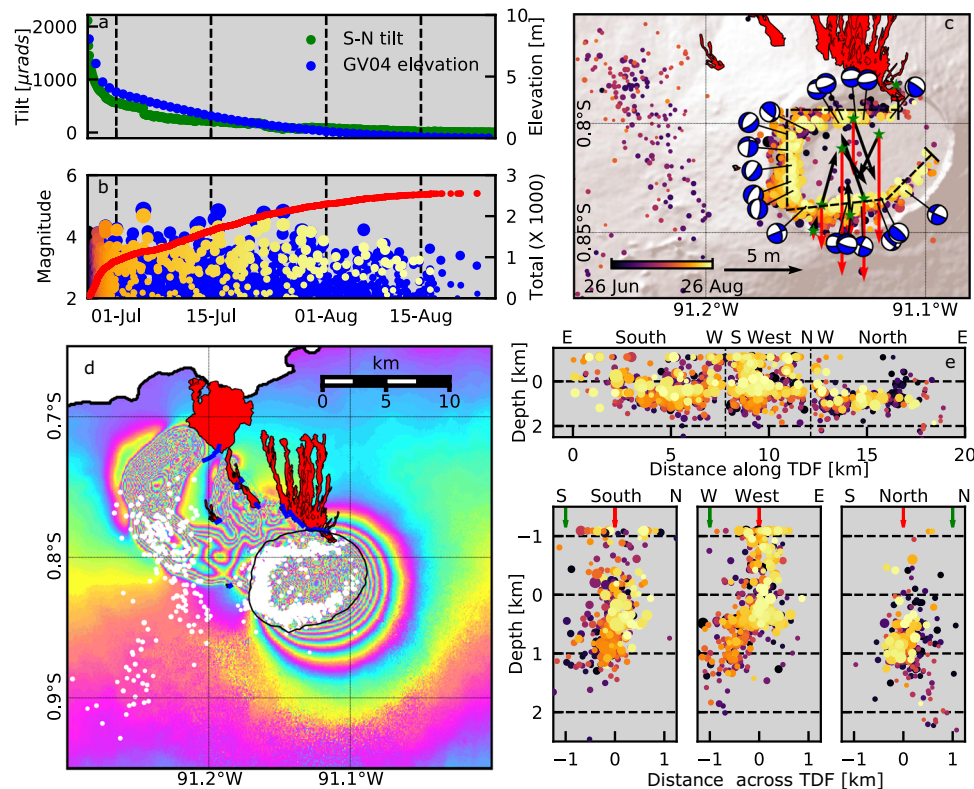 a
2000
1000
0
Tilt [μrads]
S-N tilt
GV04 elevation
10
5
0
Elevation [m]
b
6
4
2
Magnitude
3
2
1
0
Total (X 1000)
01-Jul
15-Jul
01-Aug
15-Aug
c
0.8°S
0.85°S
26 Jun
26 Aug
5 m
91.2°W
91.1°W
d
km
0
5
10
0.7°S
0.8°S
0.9°S
91.2°W
91.1°W
E
South
W
S
West
N
W
North
E
e
Depth [km]
0
2
0
5
10
15
20
Distance along TDF [km]
S
South
N
W
West
E
S
North
N
Depth [km]
−1
0
1
2
−1
0
1
−1
0
1
−1
0
1
Distance across TDF [km]